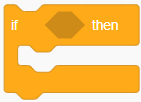 if then